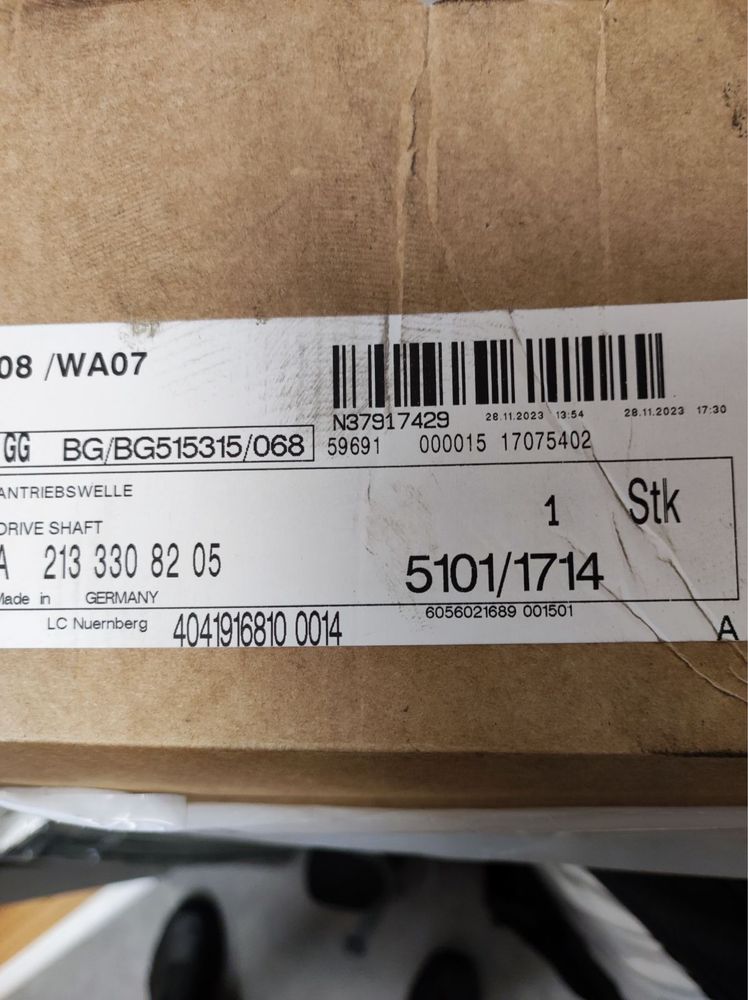 08 /WA07
N37917429 28.11.2023 13:54 28.11.2023 17:30
GG BG/BG515315/068 59691 000015 17075402
ANTRIEBSWELLE
1 Stk
DRIVE SHAFT
A 213 330 82 05
5101/1714
Made in GERMANY
6056021689 001501
LC Nuernberg 4041916810 0014
A